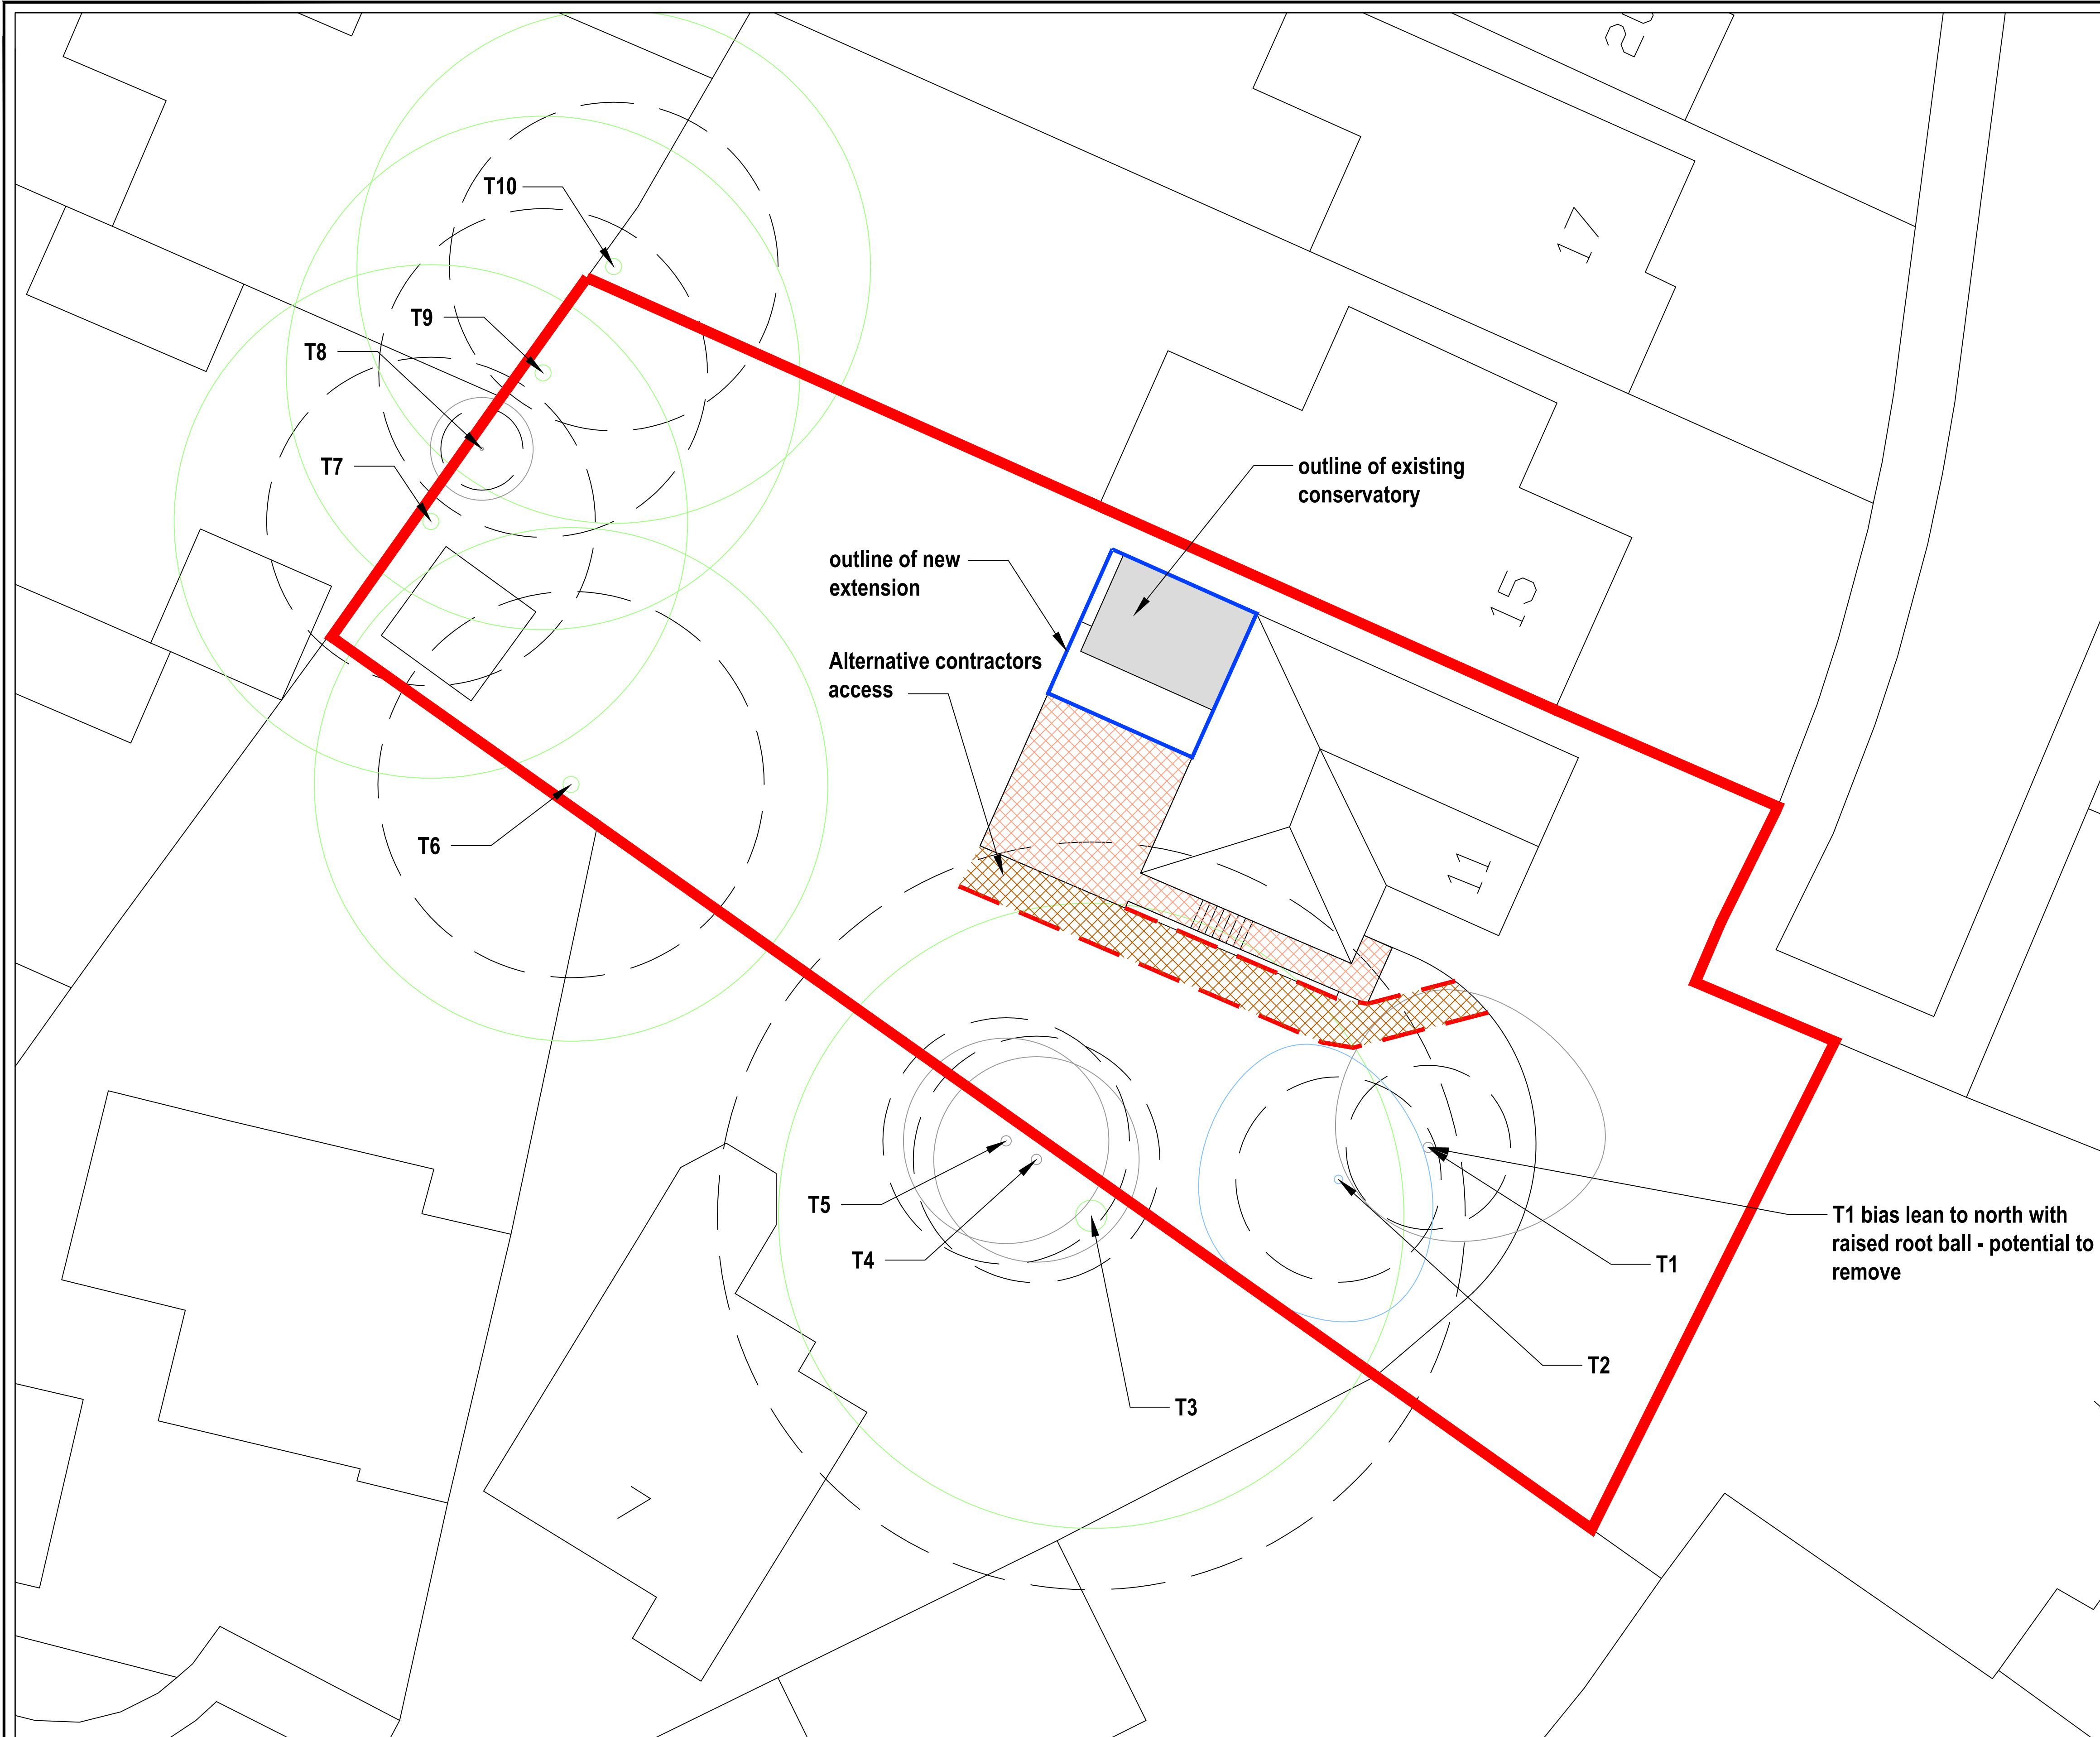 T10
17
T9
T8
T7
outline of existing
conservatory
outline of new
extension
15
Alternative contractors
access
T6
11
T5
T4
T3
T1 bias lean to north with
raised root ball - potential to
remove
T1
T2
7